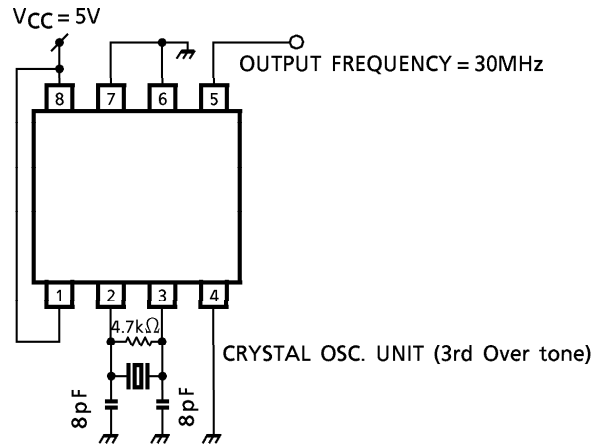 VCC = 5V
OUTPUT FREQUENCY = 30MHz
8 7 6 5
1 2 3 4
4.7kΩ
CRYSTAL OSC. UNIT (3rd Over tone)
8pF
8pF